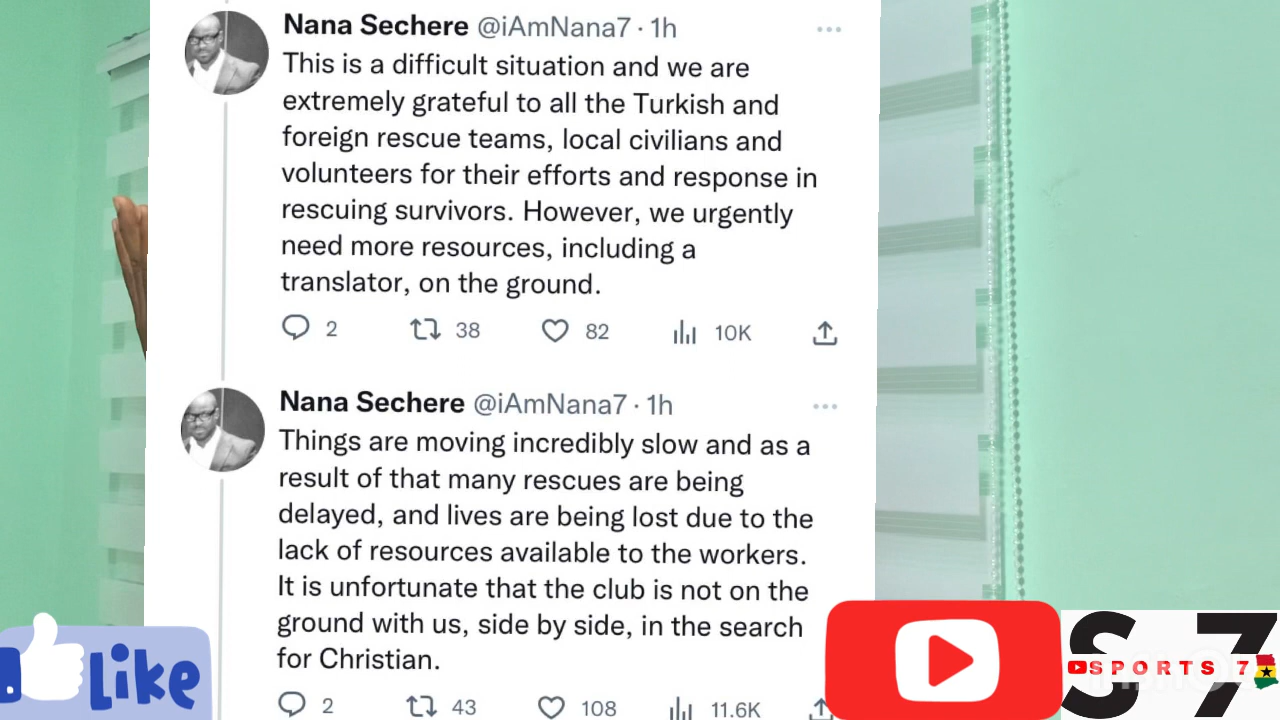 Nana Sechere @iAmNana7 · 1h
This is a difficult situation and we are
extremely grateful to all the Turkish and
foreign rescue teams, local civilians and
volunteers for their efforts and response in
rescuing survivors. However, we urgently
need more resources, including a
translator, on the ground.
2 38 82 10K
Nana Sechere @iAmNana7 · 1h
Things are moving incredibly slow and as a
result of that many rescues are being
delayed, and lives are being lost due to the
lack of resources available to the workers.
It is unfortunate that the club is not on the
ground with us, side by side, in the search
for Christian.
2 43 108 11.6K
Like
S7
SPORTS 7